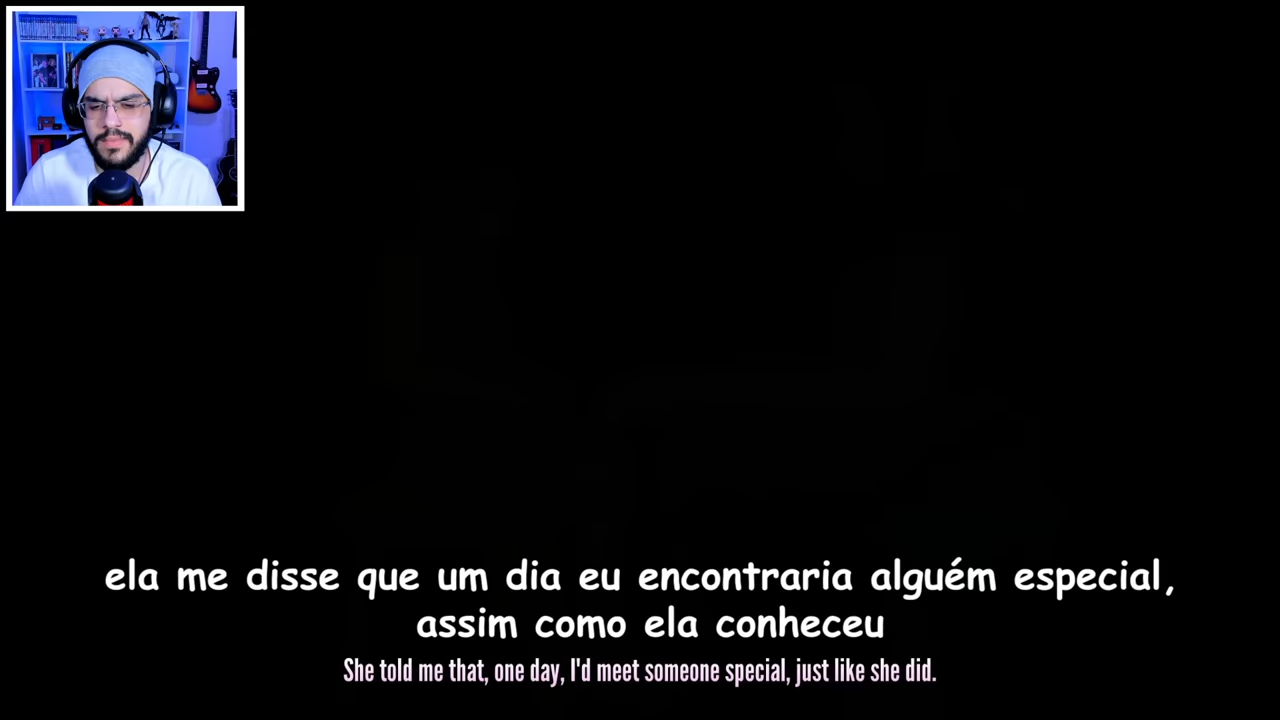 ela me disse que um dia eu encontraria alguém especial,
assim como ela conheceu
She told me that, one day, I'd meet someone special, just like she did.